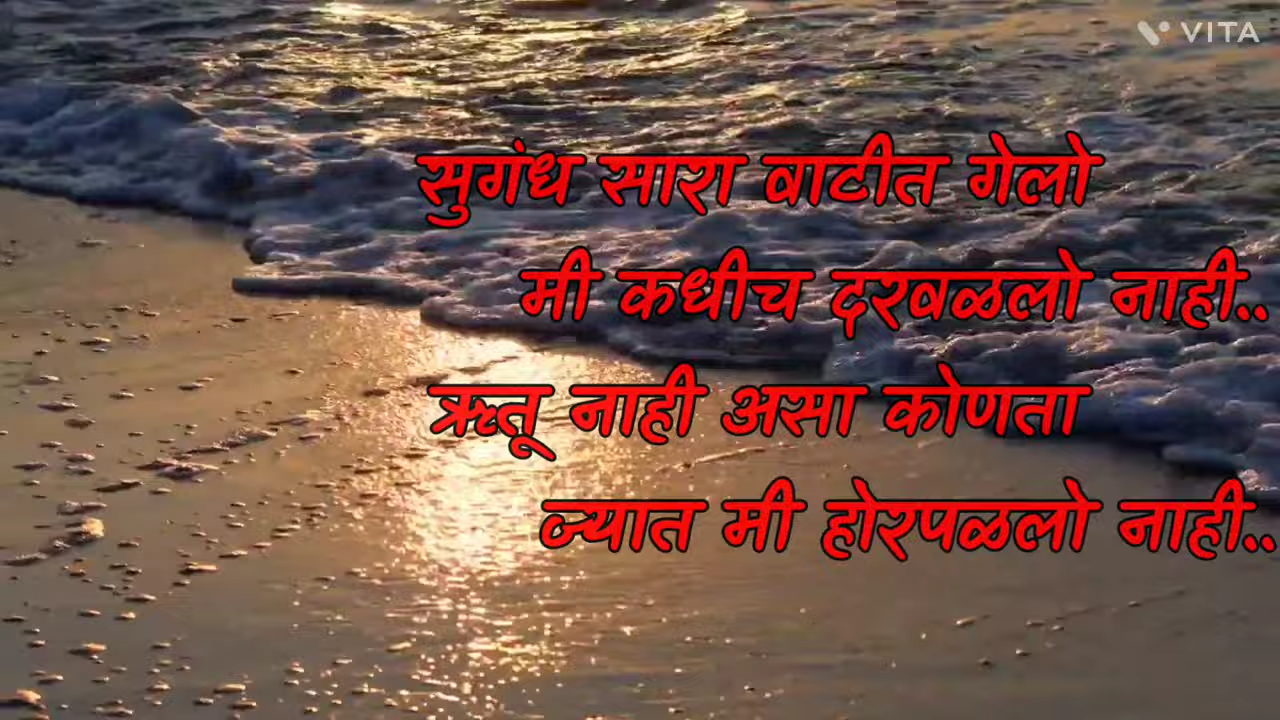 VITA
सुगंध सारा वाटीत गेलो
मी कधीच दरवळलो नाही..
ऋतू नाही असा कोणता
ज्यात मी होरपळलो नाही..